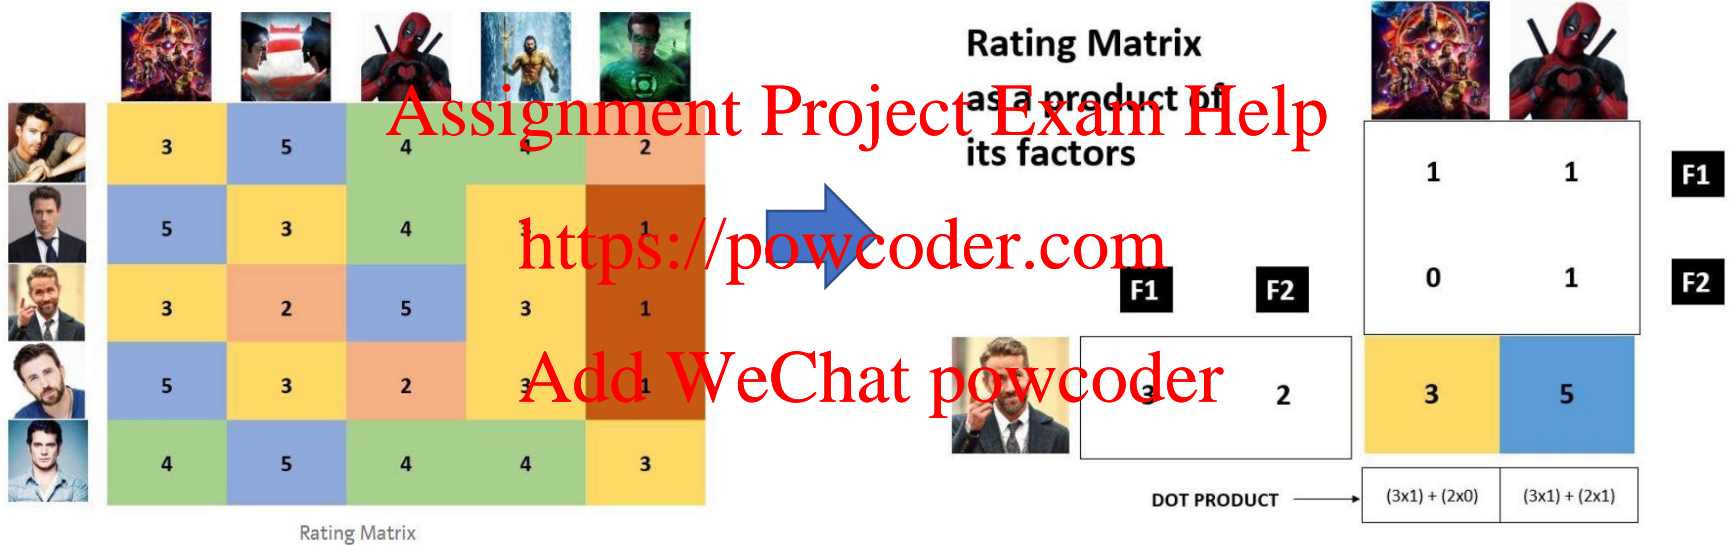 Rating Matrix
as a product of
its factors
Assignment Project Exam Help
https://powcoder.com
Add WeChat powcoder
3 5 4 4 2
5 3 4 3 1
3 2 5 3 1
5 3 2 3 1
4 5 4 4 3
Rating Matrix
1 1 F1
0 1 F2
F1 F2
3 2 3 5
DOT PRODUCT
(3x1) + (2x0) (3x1) + (2x1)